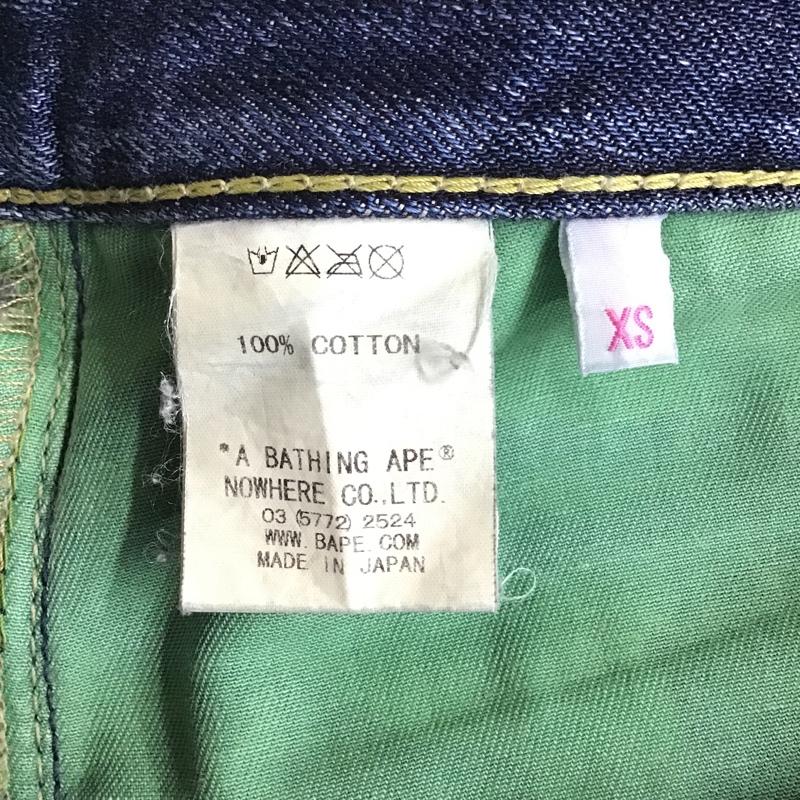 100% COTTON
"A BATHING APE®
NOWHERE CO.,LTD.
03 (5772) 2524
WWW.BAPE.COM
MADE IN JAPAN
XS